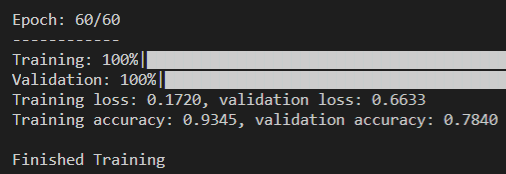 Epoch: 60/60
------------
Training: 100%|
Validation: 100%|
Training loss: 0.1720, validation loss: 0.6633
Training accuracy: 0.9345, validation accuracy: 0.7840
Finished Training